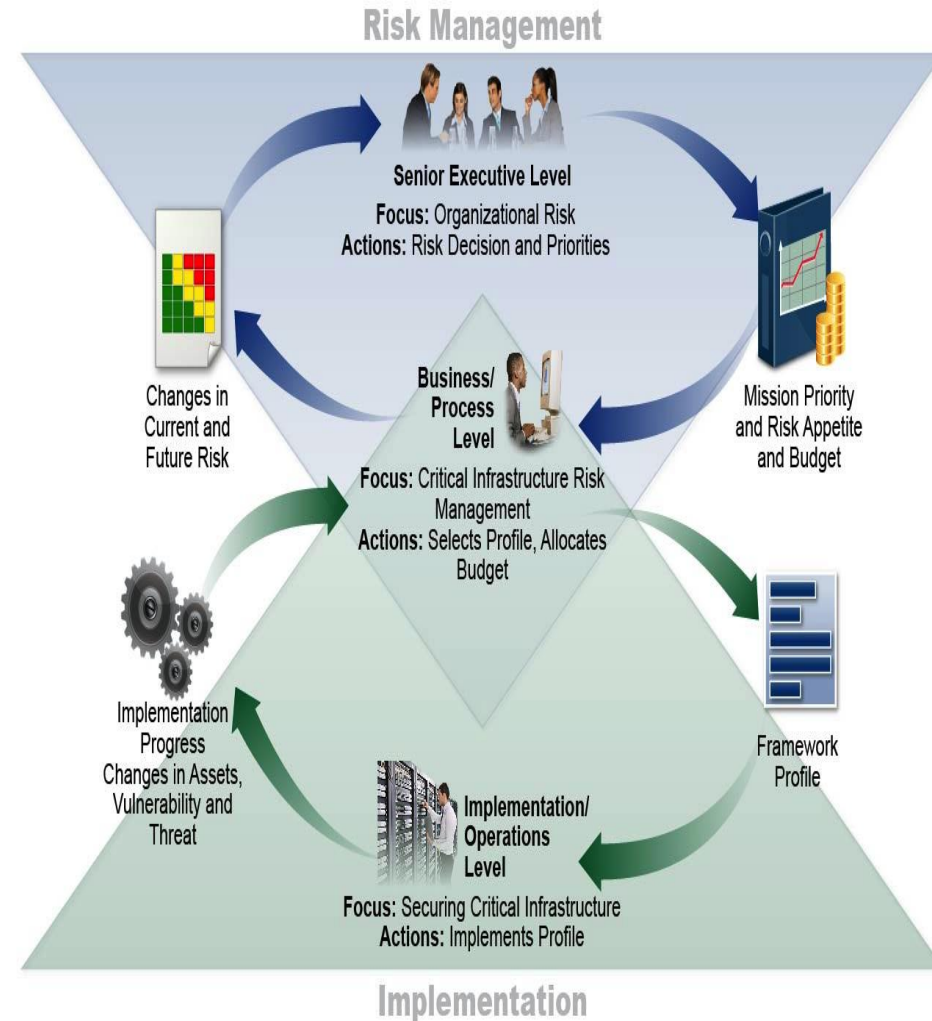 Risk Management
Senior Executive Level
Focus: Organizational Risk
Actions: Risk Decision and Priorities
Changes in
Current and
Future Risk
Mission Priority
and Risk Appetite
and Budget
Business/
Process
Level
Focus: Critical Infrastructure Risk
Management
Actions: Selects Profile, Allocates
Budget
Implementation
Progress
Changes in Assets,
Vulnerability and
Threat
Framework
Profile
Implementation/
Operations
Level
Focus: Securing Critical Infrastructure
Actions: Implements Profile
Implementation